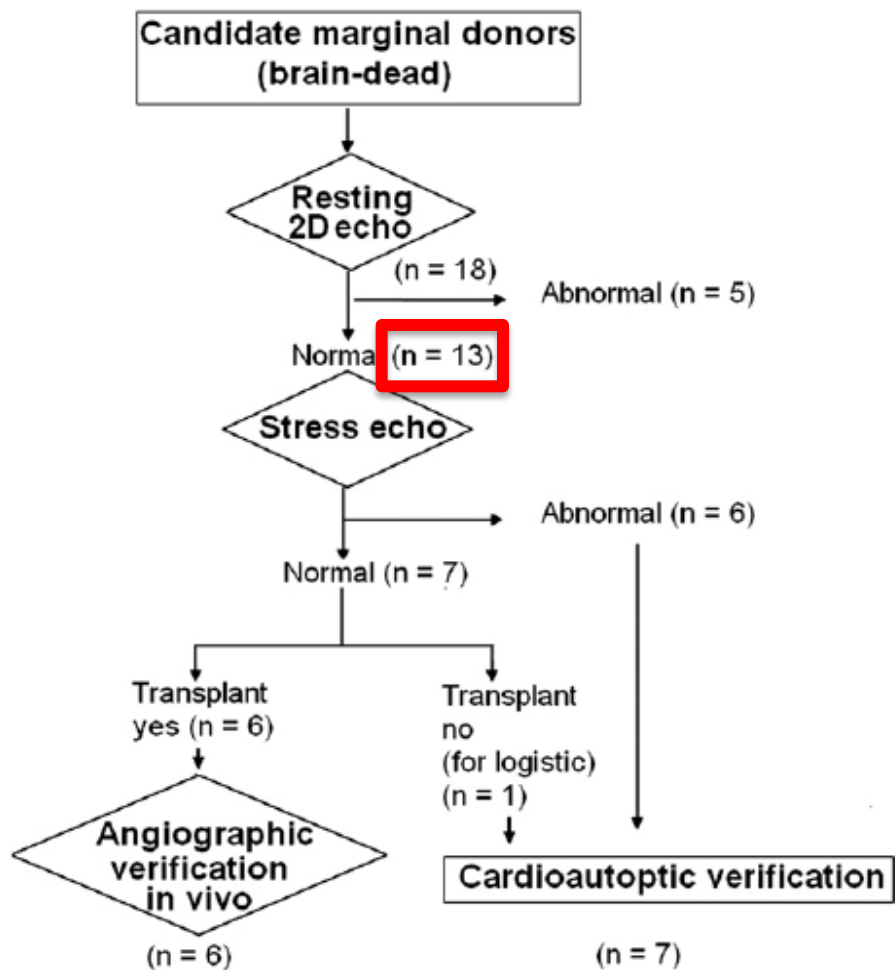 Candidate marginal donors
(brain-dead)
Resting
2D echo
(n = 18)
Abnormal (n = 5)
Normal (n = 13)
Stress echo
Abnormal (n = 6)
Normal (n = 7)
Transplant
yes (n = 6)
Transplant
no
(for logistic)
(n = 1)
Angiographic
verification
in vivo
Cardioautoptic verification
(n = 6)
(n = 7)